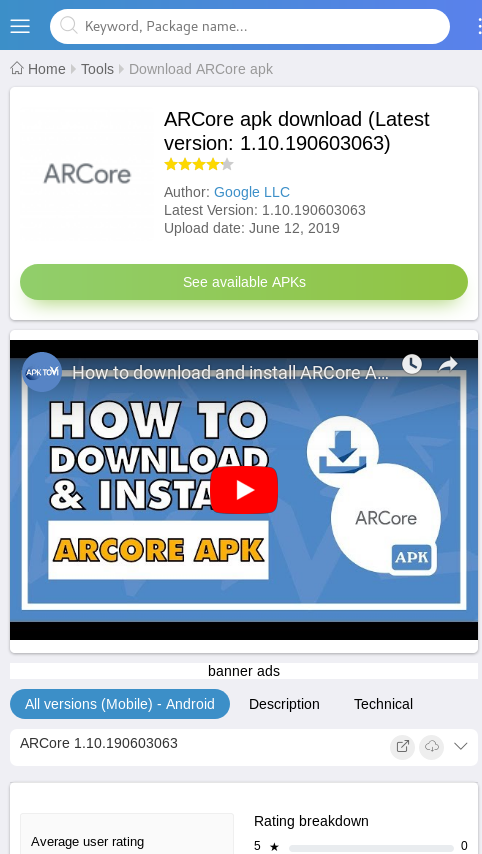 Keyword, Package name...
Home Tools Download ARCore apk
ARCore
ARCore apk download (Latest
version: 1.10.190603063)
Author: Google LLC
Latest Version: 1.10.190603063
Upload date: June 12, 2019
See available APKs
How to download and install ARCore A...
HOW TO
DOWNLOAD
& INSTA
ARCORE APK
ARCore
APK
banner ads
All versions (Mobile) - Android Description Technical
ARCore 1.10.190603063
Rating breakdown
Average user rating
5 ★ 0